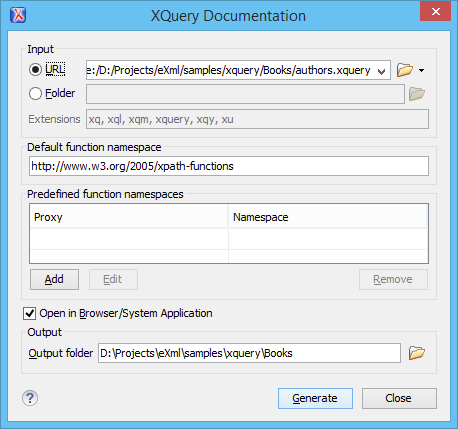 XQuery Documentation
Input
URL e:/D:/Projects/eXml/samples/xquery/Books/authors.xquery
Folder
Extensions xq, xql, xqm, xquery, xqy, xu
Default function namespace
http://www.w3.org/2005/xpath-functions
Predefined function namespaces
Proxy Namespace
Add Edit Remove
Open in Browser/System Application
Output
Output folder D:\Projects\eXml\samples\xquery\Books
? Generate Close